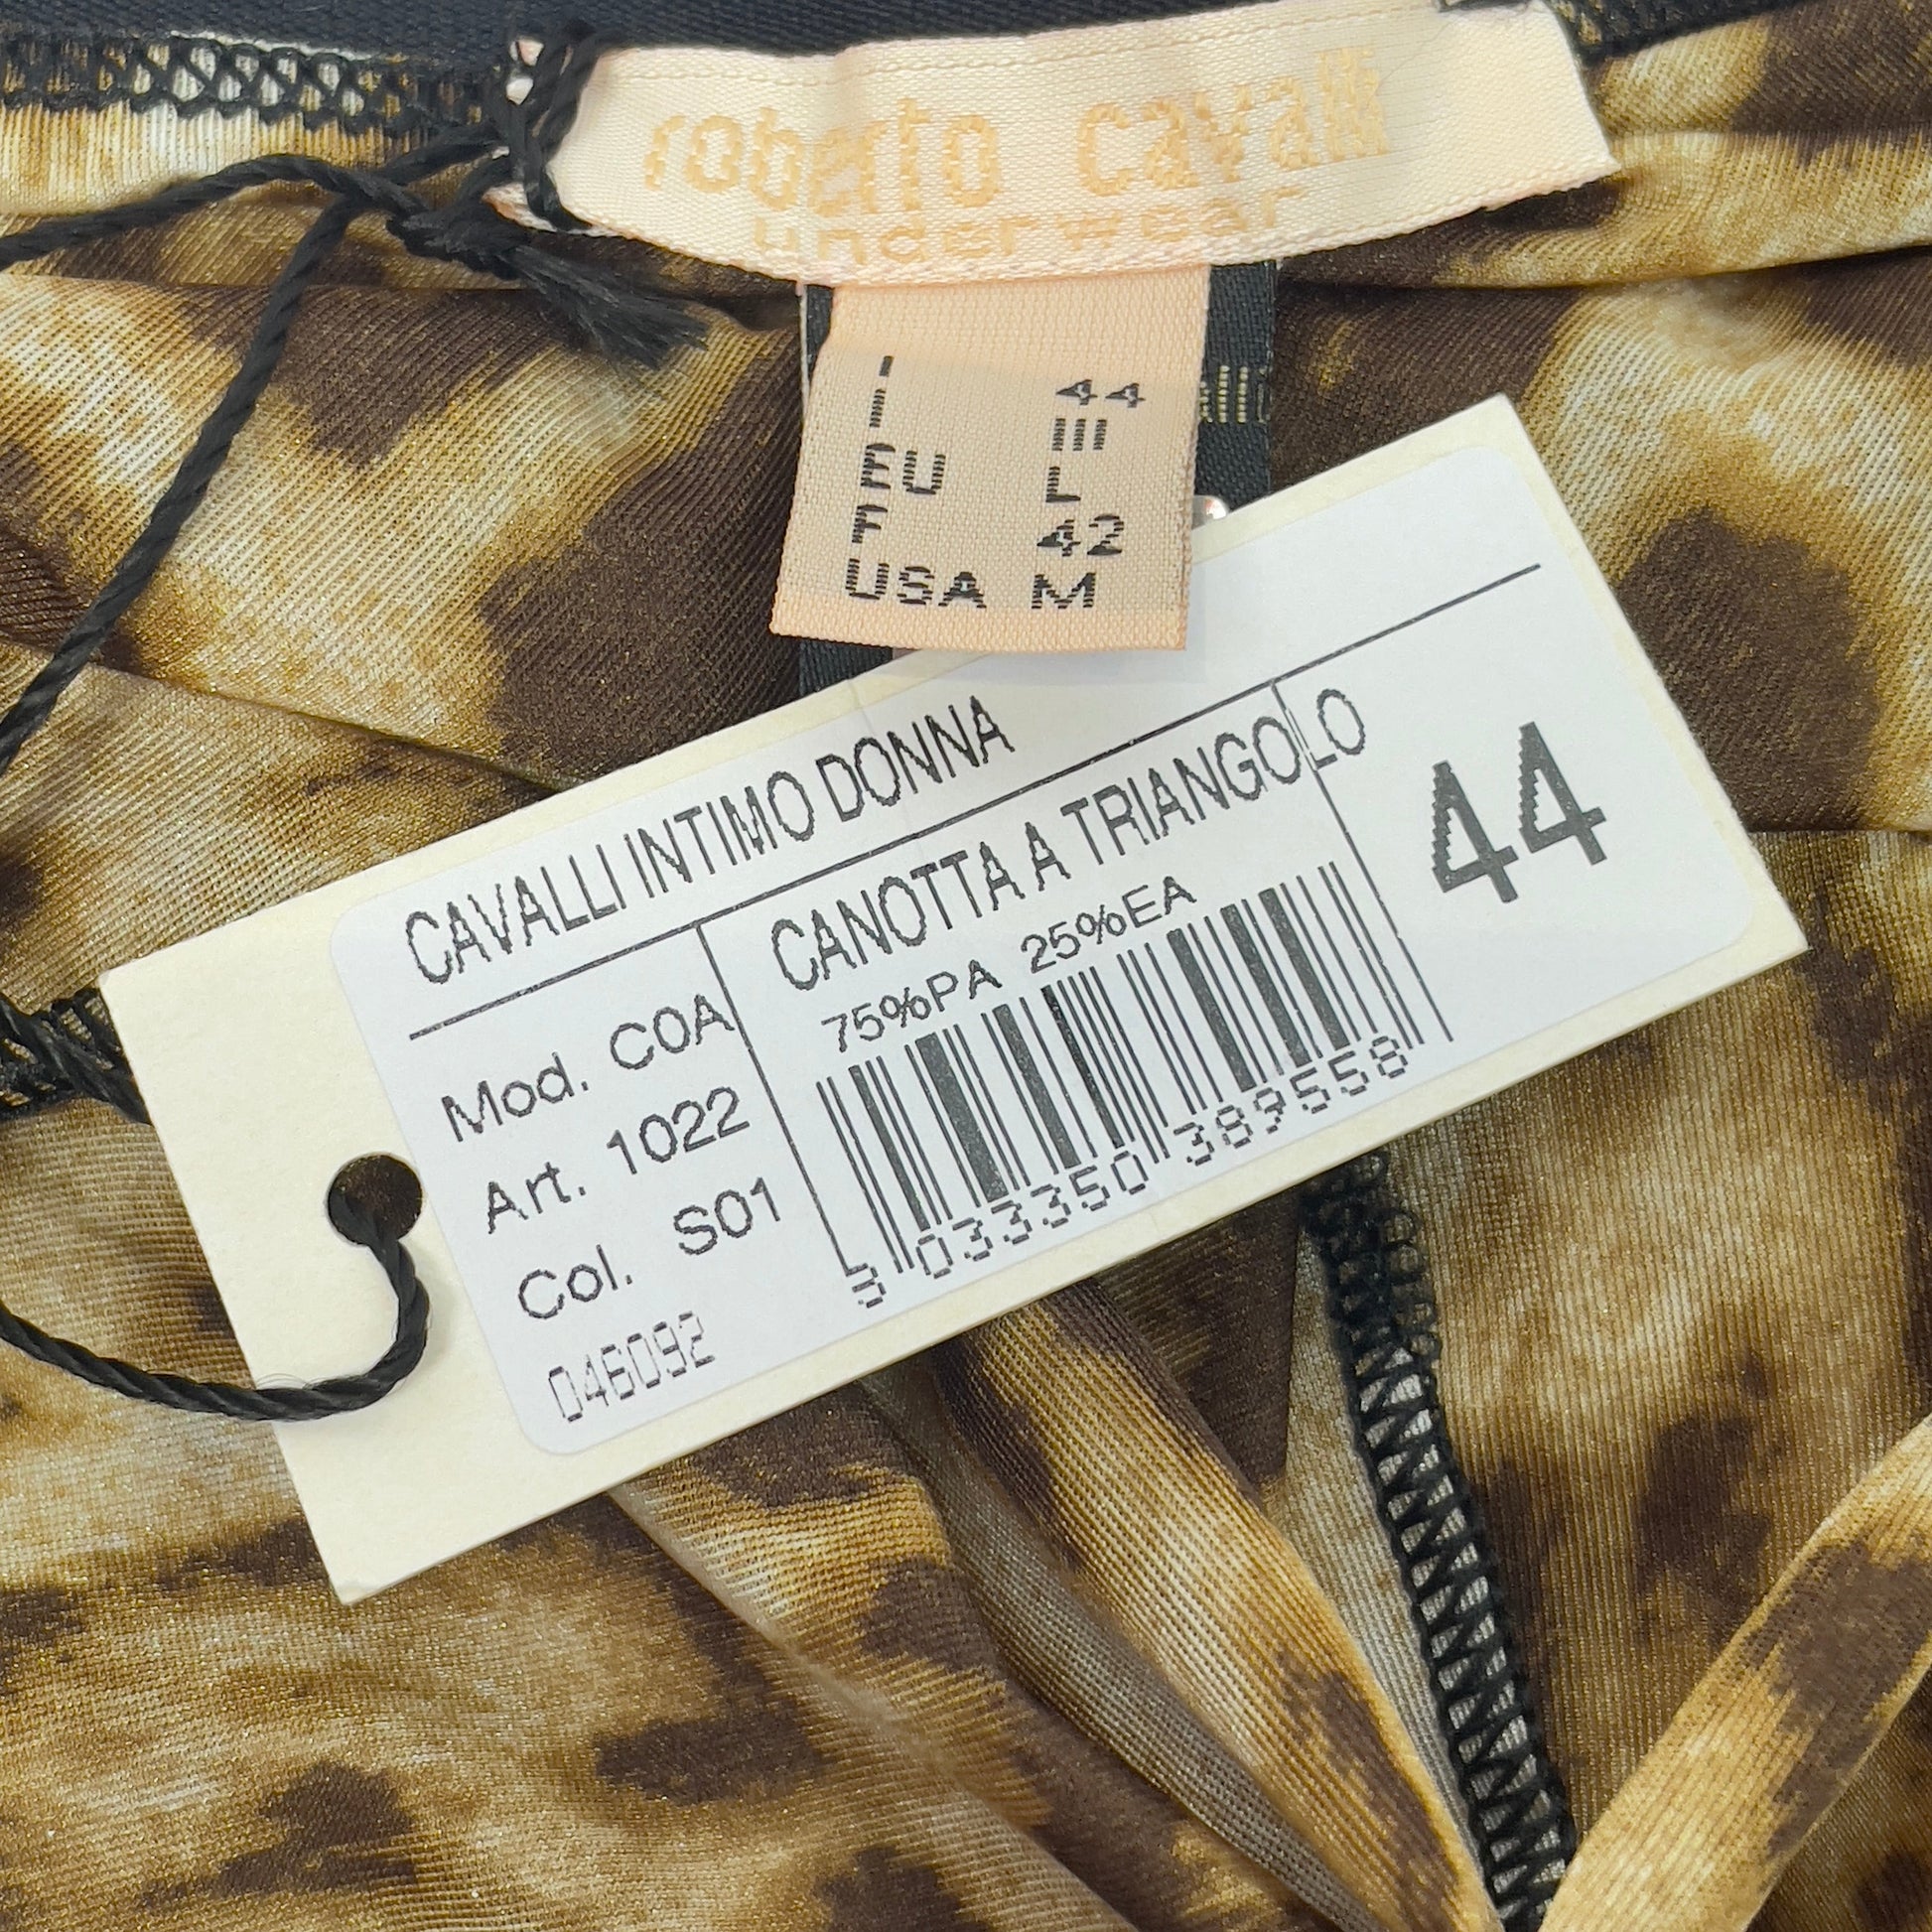 roberto cavalli
underwear
I 44
EU L
F 42
USA M
CAVALLI INTIMO DONNA
Mod. COA
Art. 1022
Col. S01
046092
CANOTTA A TRIANGOLO
75%PA 25%EA
033350 389558
44